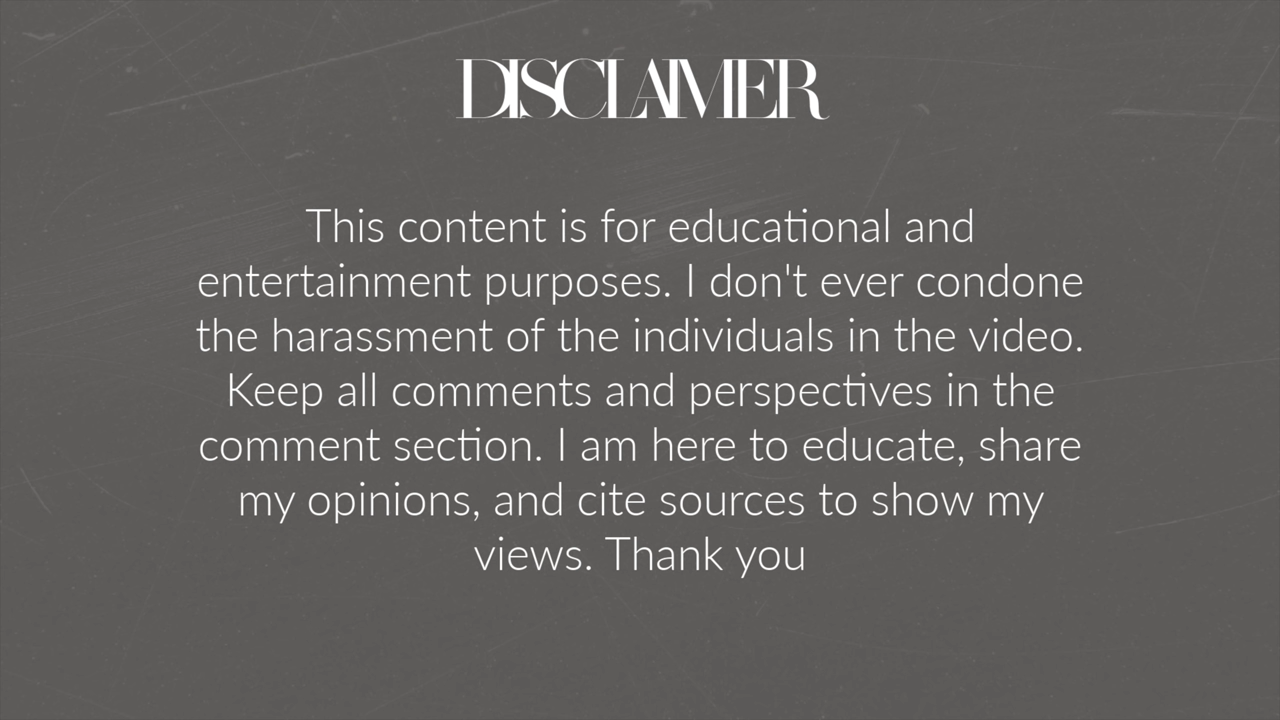 DISCLAIMER
This content is for educational and
entertainment purposes. I don't ever condone
the harassment of the individuals in the video.
Keep all comments and perspectives in the
comment section. I am here to educate, share
my opinions, and cite sources to show my
views. Thank you